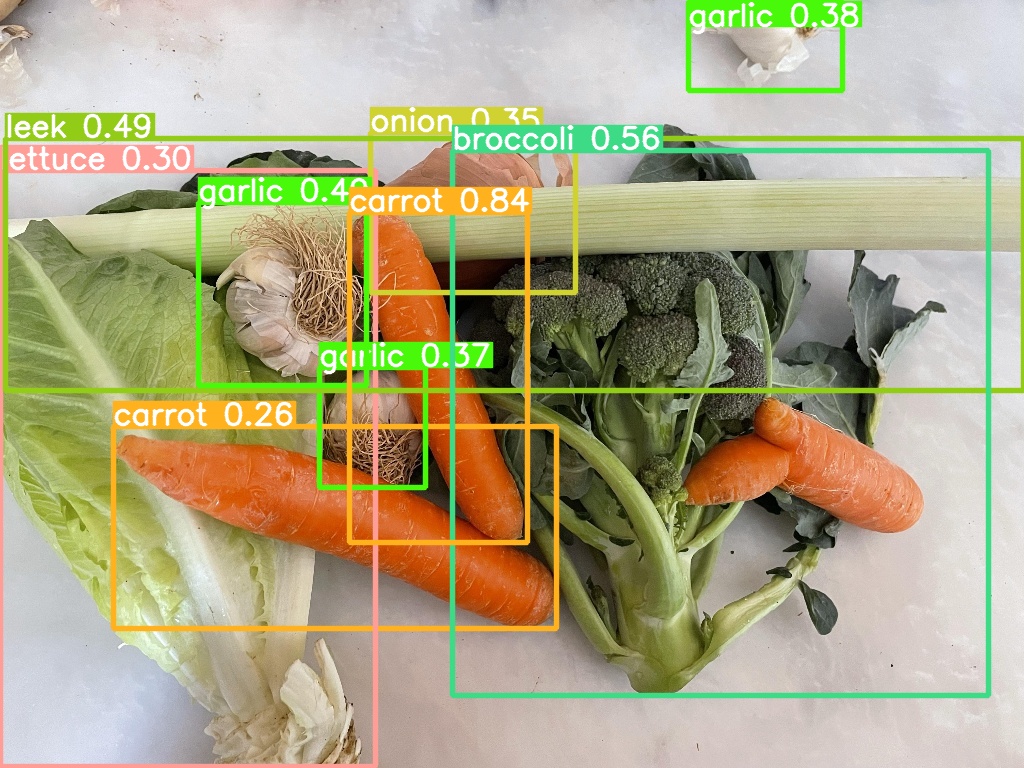 garlic 0.38
onion 0.35
leek 0.49
broccoli 0.56
ettuce 0.30
garlic 0.49
carrot 0.84
garlic 0.37
carrot 0.26